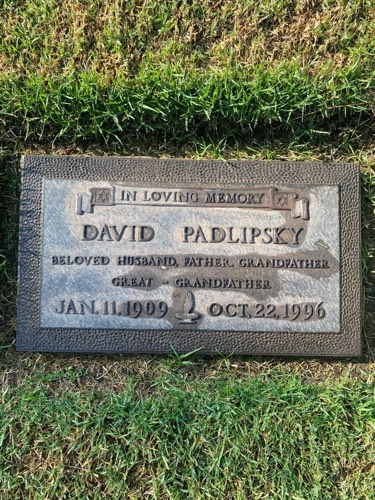 IN LOVING MEMORY
DAVID PADLIPSKY
BELOVED HUSBAND, FATHER, GRANDFATHER
GREAT - GRANDFATHER
JAN. 11, 1909 OCT. 22, 1996